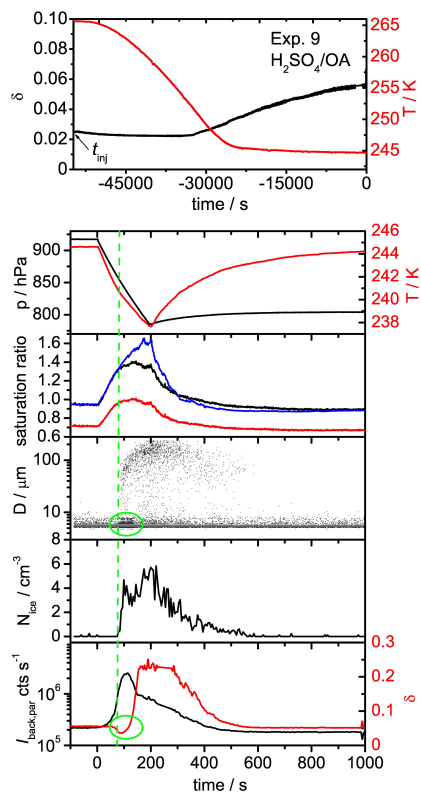 0.10
0.08
0.06
0.04
0.02
0
δ
Exp. 9
H₂SO₄/OA
t_inj
265
260
255
250
245
T / K
-45000 -30000 -15000 0
time / s
900
850
800
p / hPa
246
244
242
240
238
T / K
1.6
1.4
1.2
1.0
0.8
0.6
saturation ratio
100
10
D / μm
8
6
4
2
0
N_ice / cm⁻³
10⁶
10⁵
I_back,par cts s⁻¹
0.3
0.2
0.1
0
δ
0 200 400 600 800 1000
time / s